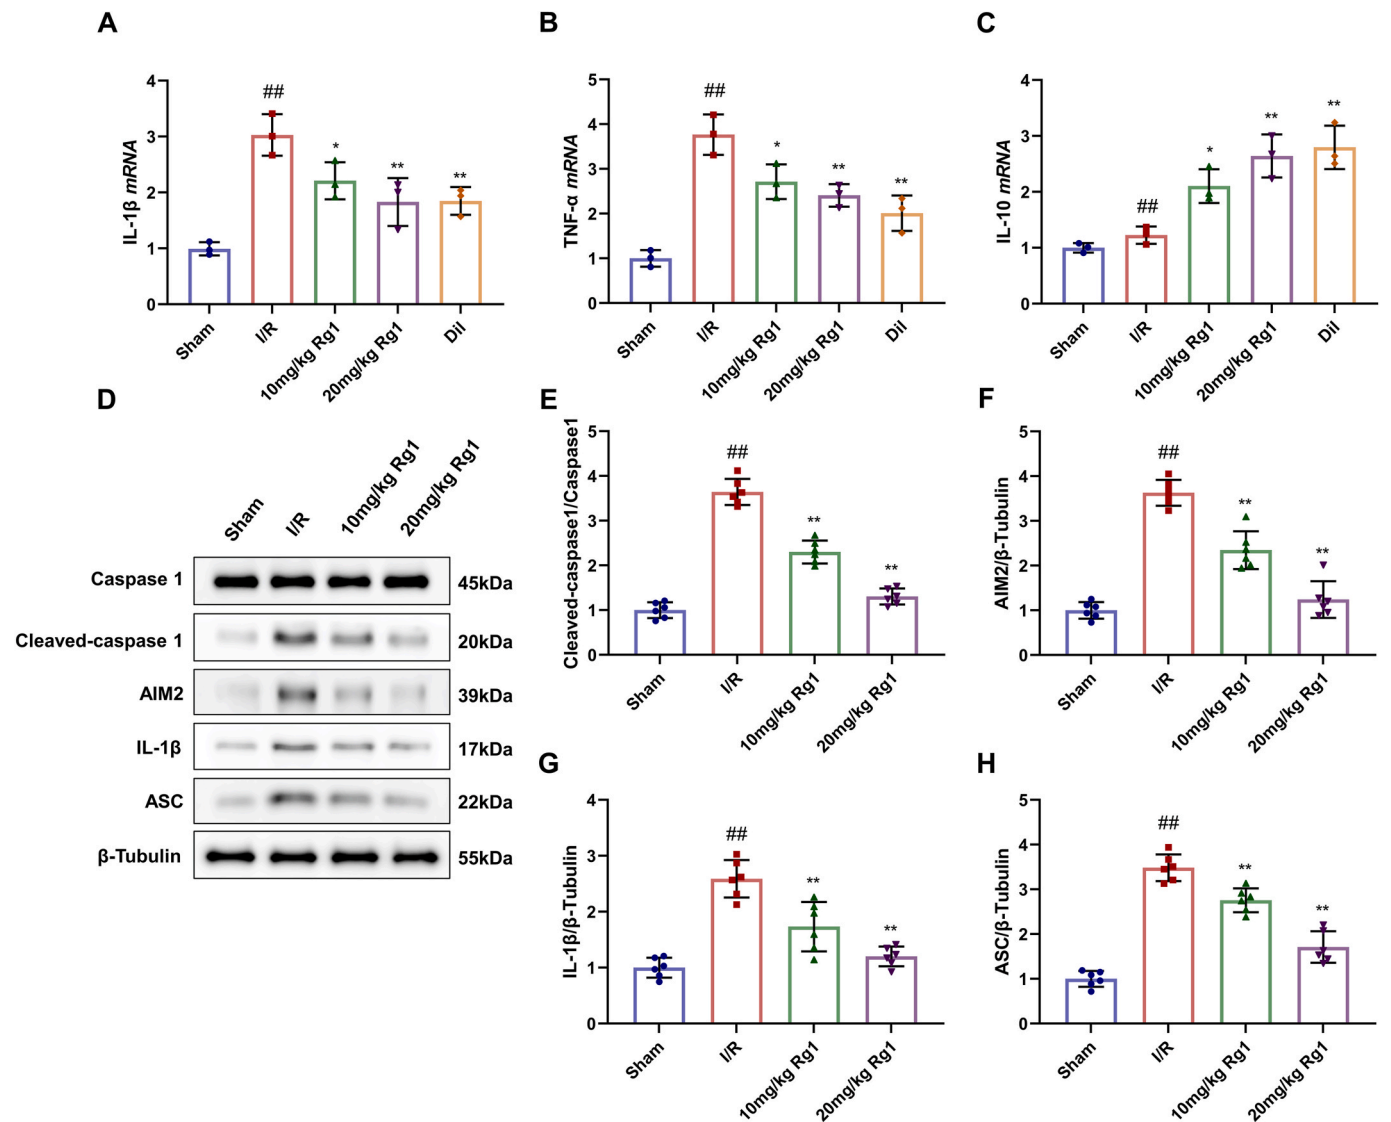 A
IL-1β mRNA
4
3
2
1
0
##
*
**
**
Sham
I/R
10mg/kg Rg1
20mg/kg Rg1
Dil
B
TNF-α mRNA
5
4
3
2
1
0
##
*
**
**
Sham
I/R
10mg/kg Rg1
20mg/kg Rg1
Dil
C
IL-10 mRNA
4
3
2
1
0
##
*
**
**
Sham
I/R
10mg/kg Rg1
20mg/kg Rg1
Dil
D
Sham
I/R
10mg/kg Rg1
20mg/kg Rg1
Caspase 1
45kDa
Cleaved-caspase 1
20kDa
AIM2
39kDa
IL-1β
17kDa
ASC
22kDa
β-Tubulin
55kDa
E
Cleaved-caspase1/Caspase1
5
4
3
2
1
0
##
**
**
Sham
I/R
10mg/kg Rg1
20mg/kg Rg1
F
AIM2/β-Tubulin
5
4
3
2
1
0
##
**
**
Sham
I/R
10mg/kg Rg1
20mg/kg Rg1
G
IL-1β/β-Tubulin
4
3
2
1
0
##
**
**
Sham
I/R
10mg/kg Rg1
20mg/kg Rg1
H
ASC/β-Tubulin
5
4
3
2
1
0
##
**
**
Sham
I/R
10mg/kg Rg1
20mg/kg Rg1